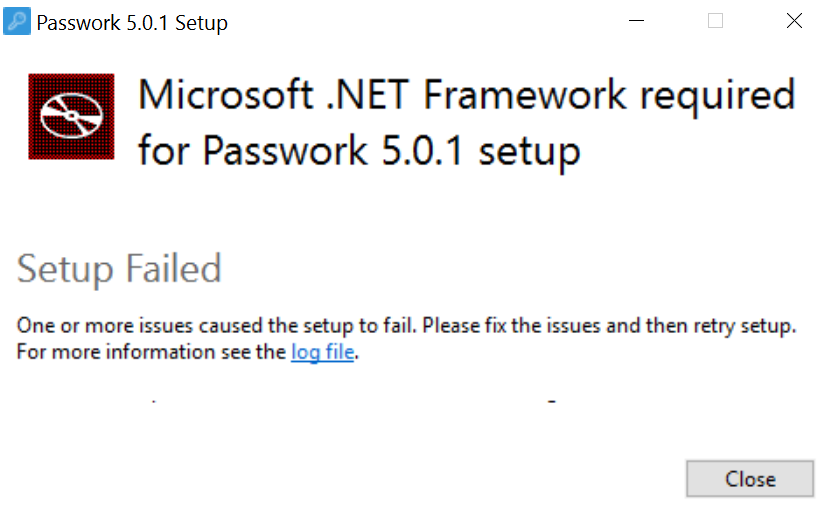 Passwork 5.0.1 Setup
Microsoft .NET Framework required
for Passwork 5.0.1 setup
Setup Failed
One or more issues caused the setup to fail. Please fix the issues and then retry setup.
For more information see the log file.
Close